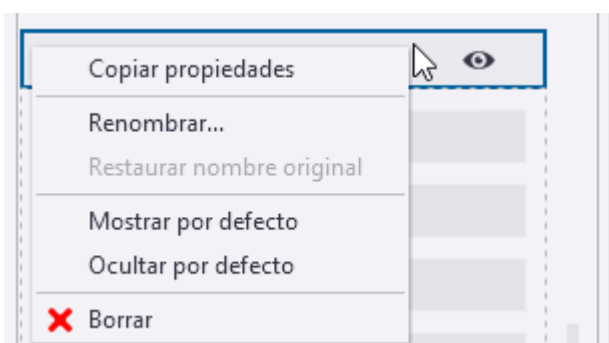 Copiar propiedades
Renombrar...
Restaurar nombre original
Mostrar por defecto
Ocultar por defecto
Borrar